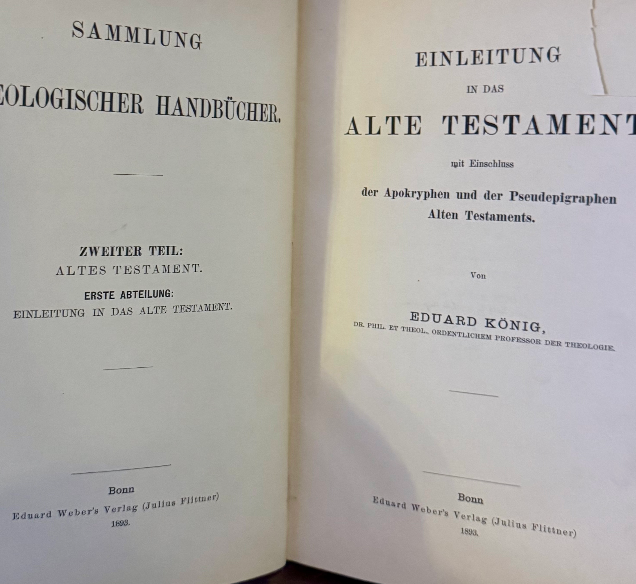 SAMMLUNG
EOLOGISCHER HANDBÜCHER.
ZWEITER TEIL:
ALTES TESTAMENT.
ERSTE ABTEILUNG:
EINLEITUNG IN DAS ALTE TESTAMENT.
Bonn
Eduard Weber's Verlag (Julius Flittner)
1893.
EINLEITUNG
IN DAS
ALTE TESTAMENT
mit Einschluss
der Apokryphen und der Pseudepigraphen
Alten Testaments.
Von
EDUARD KÖNIG,
DR. PHIL. ET THEOL., ORDENTLICHEM PROFESSOR DER THEOLOGIE.
Bonn
Eduard Weber's Verlag (Julius Flittner)
1893.